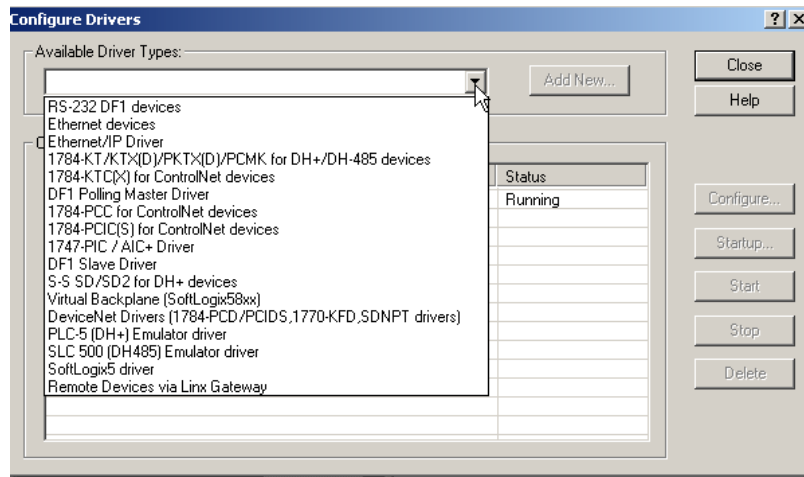 Configure Drivers
Available Driver Types:
Add New...
Close
Help
RS-232 DF1 devices
Ethernet devices
Ethernet/IP Driver
1784-KT/KTX(D)/PKTX(D)/PCMK for DH+/DH-485 devices
1784-KTC(X) for ControlNet devices
DF1 Polling Master Driver
1784-PCC for ControlNet devices
1784-PCIC(S) for ControlNet devices
1747-PIC / AIC+ Driver
DF1 Slave Driver
S-S SD/SD2 for DH+ devices
Virtual Backplane (SoftLogix58xx)
DeviceNet Drivers (1784-PCD/PCIDS,1770-KFD,SDNPT drivers)
PLC-5 (DH+) Emulator driver
SLC 500 (DH485) Emulator driver
SoftLogix5 driver
Remote Devices via Linx Gateway
Status
Running
Configure...
Startup...
Start
Stop
Delete